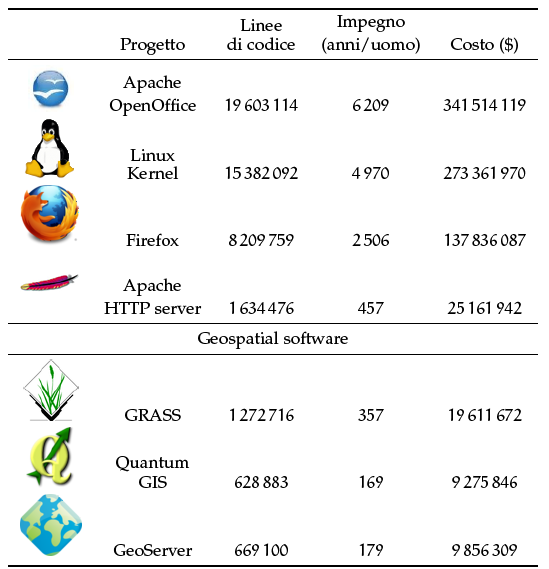 Progetto Linee di codice Impegno (anni/uomo) Costo ($)
Apache OpenOffice 19 603 114 6 209 341 514 119
Linux Kernel 15 382 092 4 970 273 361 970
Firefox 8 209 759 2 506 137 836 087
Apache HTTP server 1 634 476 457 25 161 942
Geospatial software
GRASS 1 272 716 357 19 611 672
Quantum GIS 628 883 169 9 275 846
GeoServer 669 100 179 9 856 309